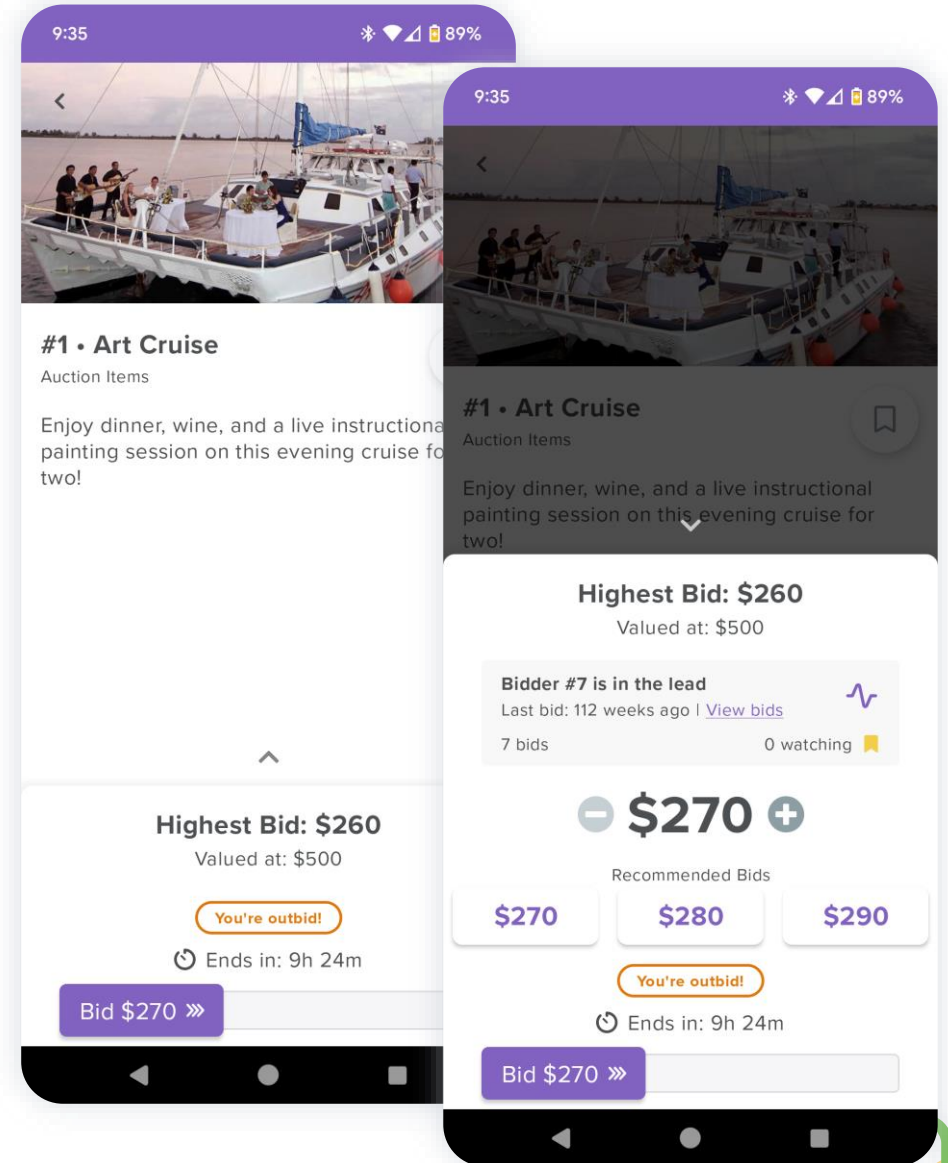 9:35
89%
#1 • Art Cruise
Auction Items
Enjoy dinner, wine, and a live instructiona
painting session on this evening cruise fo
two!
Highest Bid: $260
Valued at: $500
You're outbid!
Ends in: 9h 24m
Bid $270 »»
9:35
89%
#1 • Art Cruise
Auction Items
Enjoy dinner, wine, and a live instructional
painting session on this evening cruise for
two!
Highest Bid: $260
Valued at: $500
Bidder #7 is in the lead
Last bid: 112 weeks ago | View bids
7 bids 0 watching
$270
Recommended Bids
$270 $280 $290
You're outbid!
Ends in: 9h 24m
Bid $270 »»